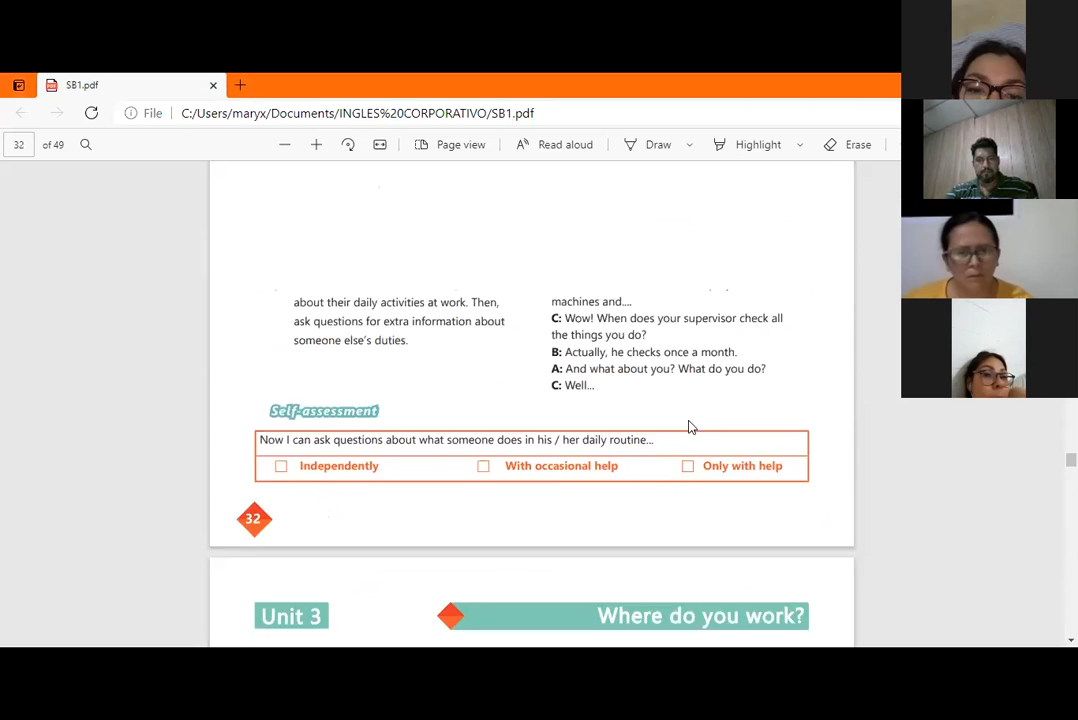 SB1.pdf
File C:/Users/maryx/Documents/INGLES%20CORPORATIVO/SB1.pdf
32 of 49 Page view Read aloud Draw Highlight Erase
about their daily activities at work. Then,
ask questions for extra information about
someone else's duties.
machines and....
C: Wow! When does your supervisor check all
the things you do?
B: Actually, he checks once a month.
A: And what about you? What do you do?
C: Well...
Self-assessment
Now I can ask questions about what someone does in his / her daily routine...
Independently With occasional help Only with help
32
Unit 3 Where do you work?